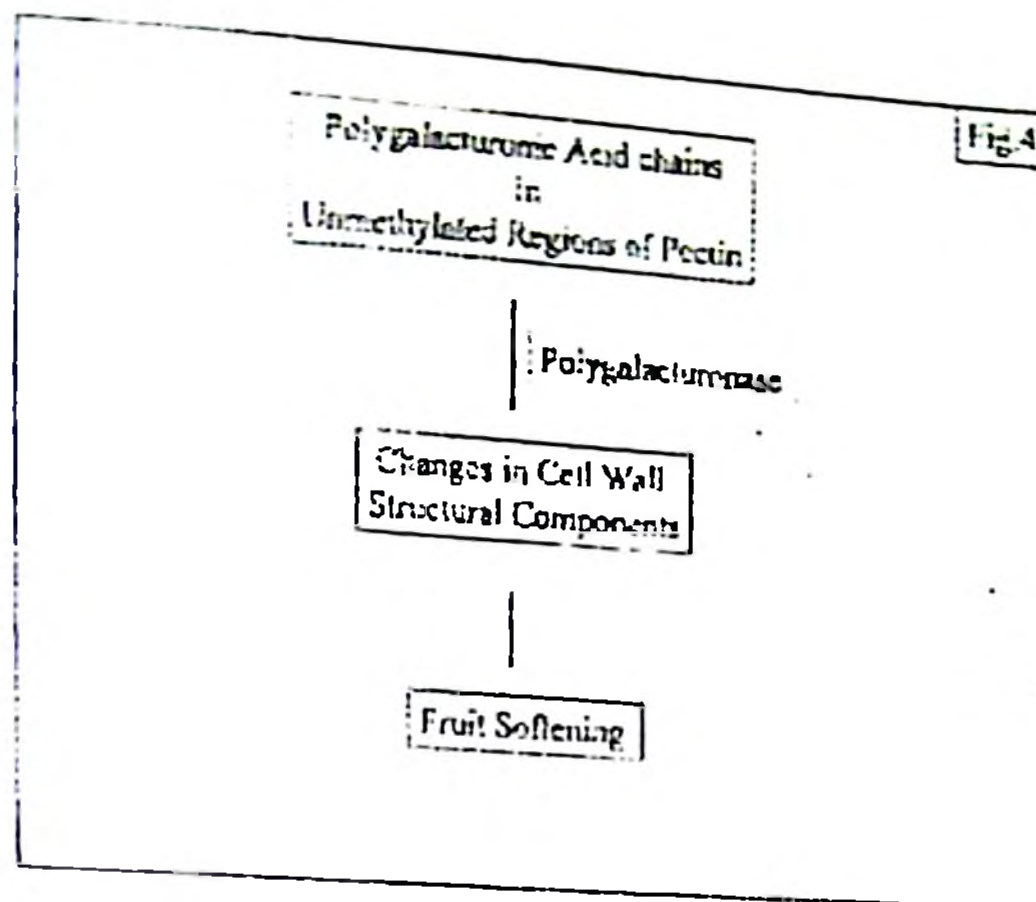 Fig.4
Polygalacturonic Acid chains
in
Unmethylated Regions of Pectin
Polygalacturonase
Changes in Cell Wall
Structural Components
Fruit Softening